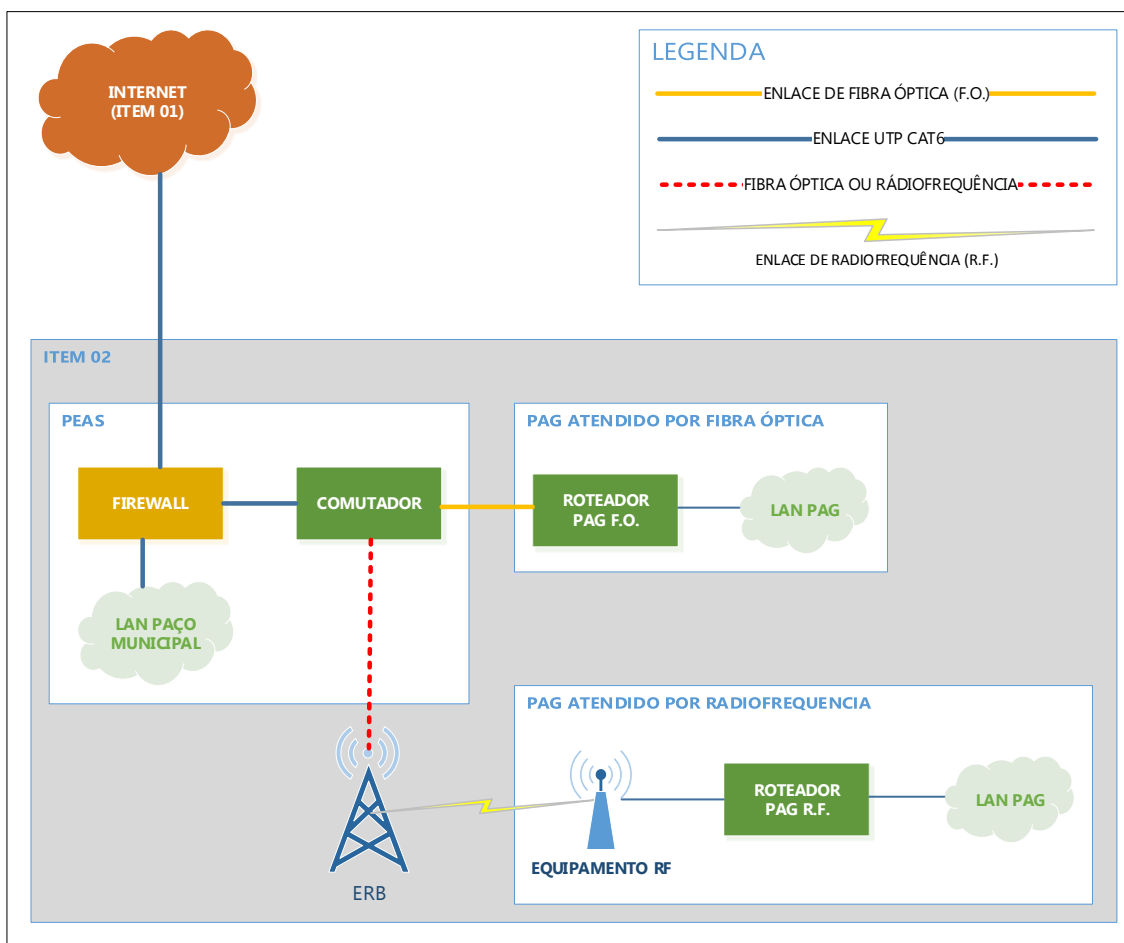 INTERNET
(ITEM 01)
LEGENDA
ENLACE DE FIBRA ÓPTICA (F.O.)
ENLACE UTP CAT6
FIBRA ÓPTICA OU RÁDIOFREQUÊNCIA
ENLACE DE RADIOFREQUÊNCIA (R.F.)
ITEM 02
PEAS
FIREWALL
COMUTADOR
LAN PAÇO
MUNICIPAL
PAG ATENDIDO POR FIBRA ÓPTICA
ROTEADOR
PAG F.O.
LAN PAG
ERB
PAG ATENDIDO POR RADIOFREQUENCIA
EQUIPAMENTO RF
ROTEADOR
PAG R.F.
LAN PAG